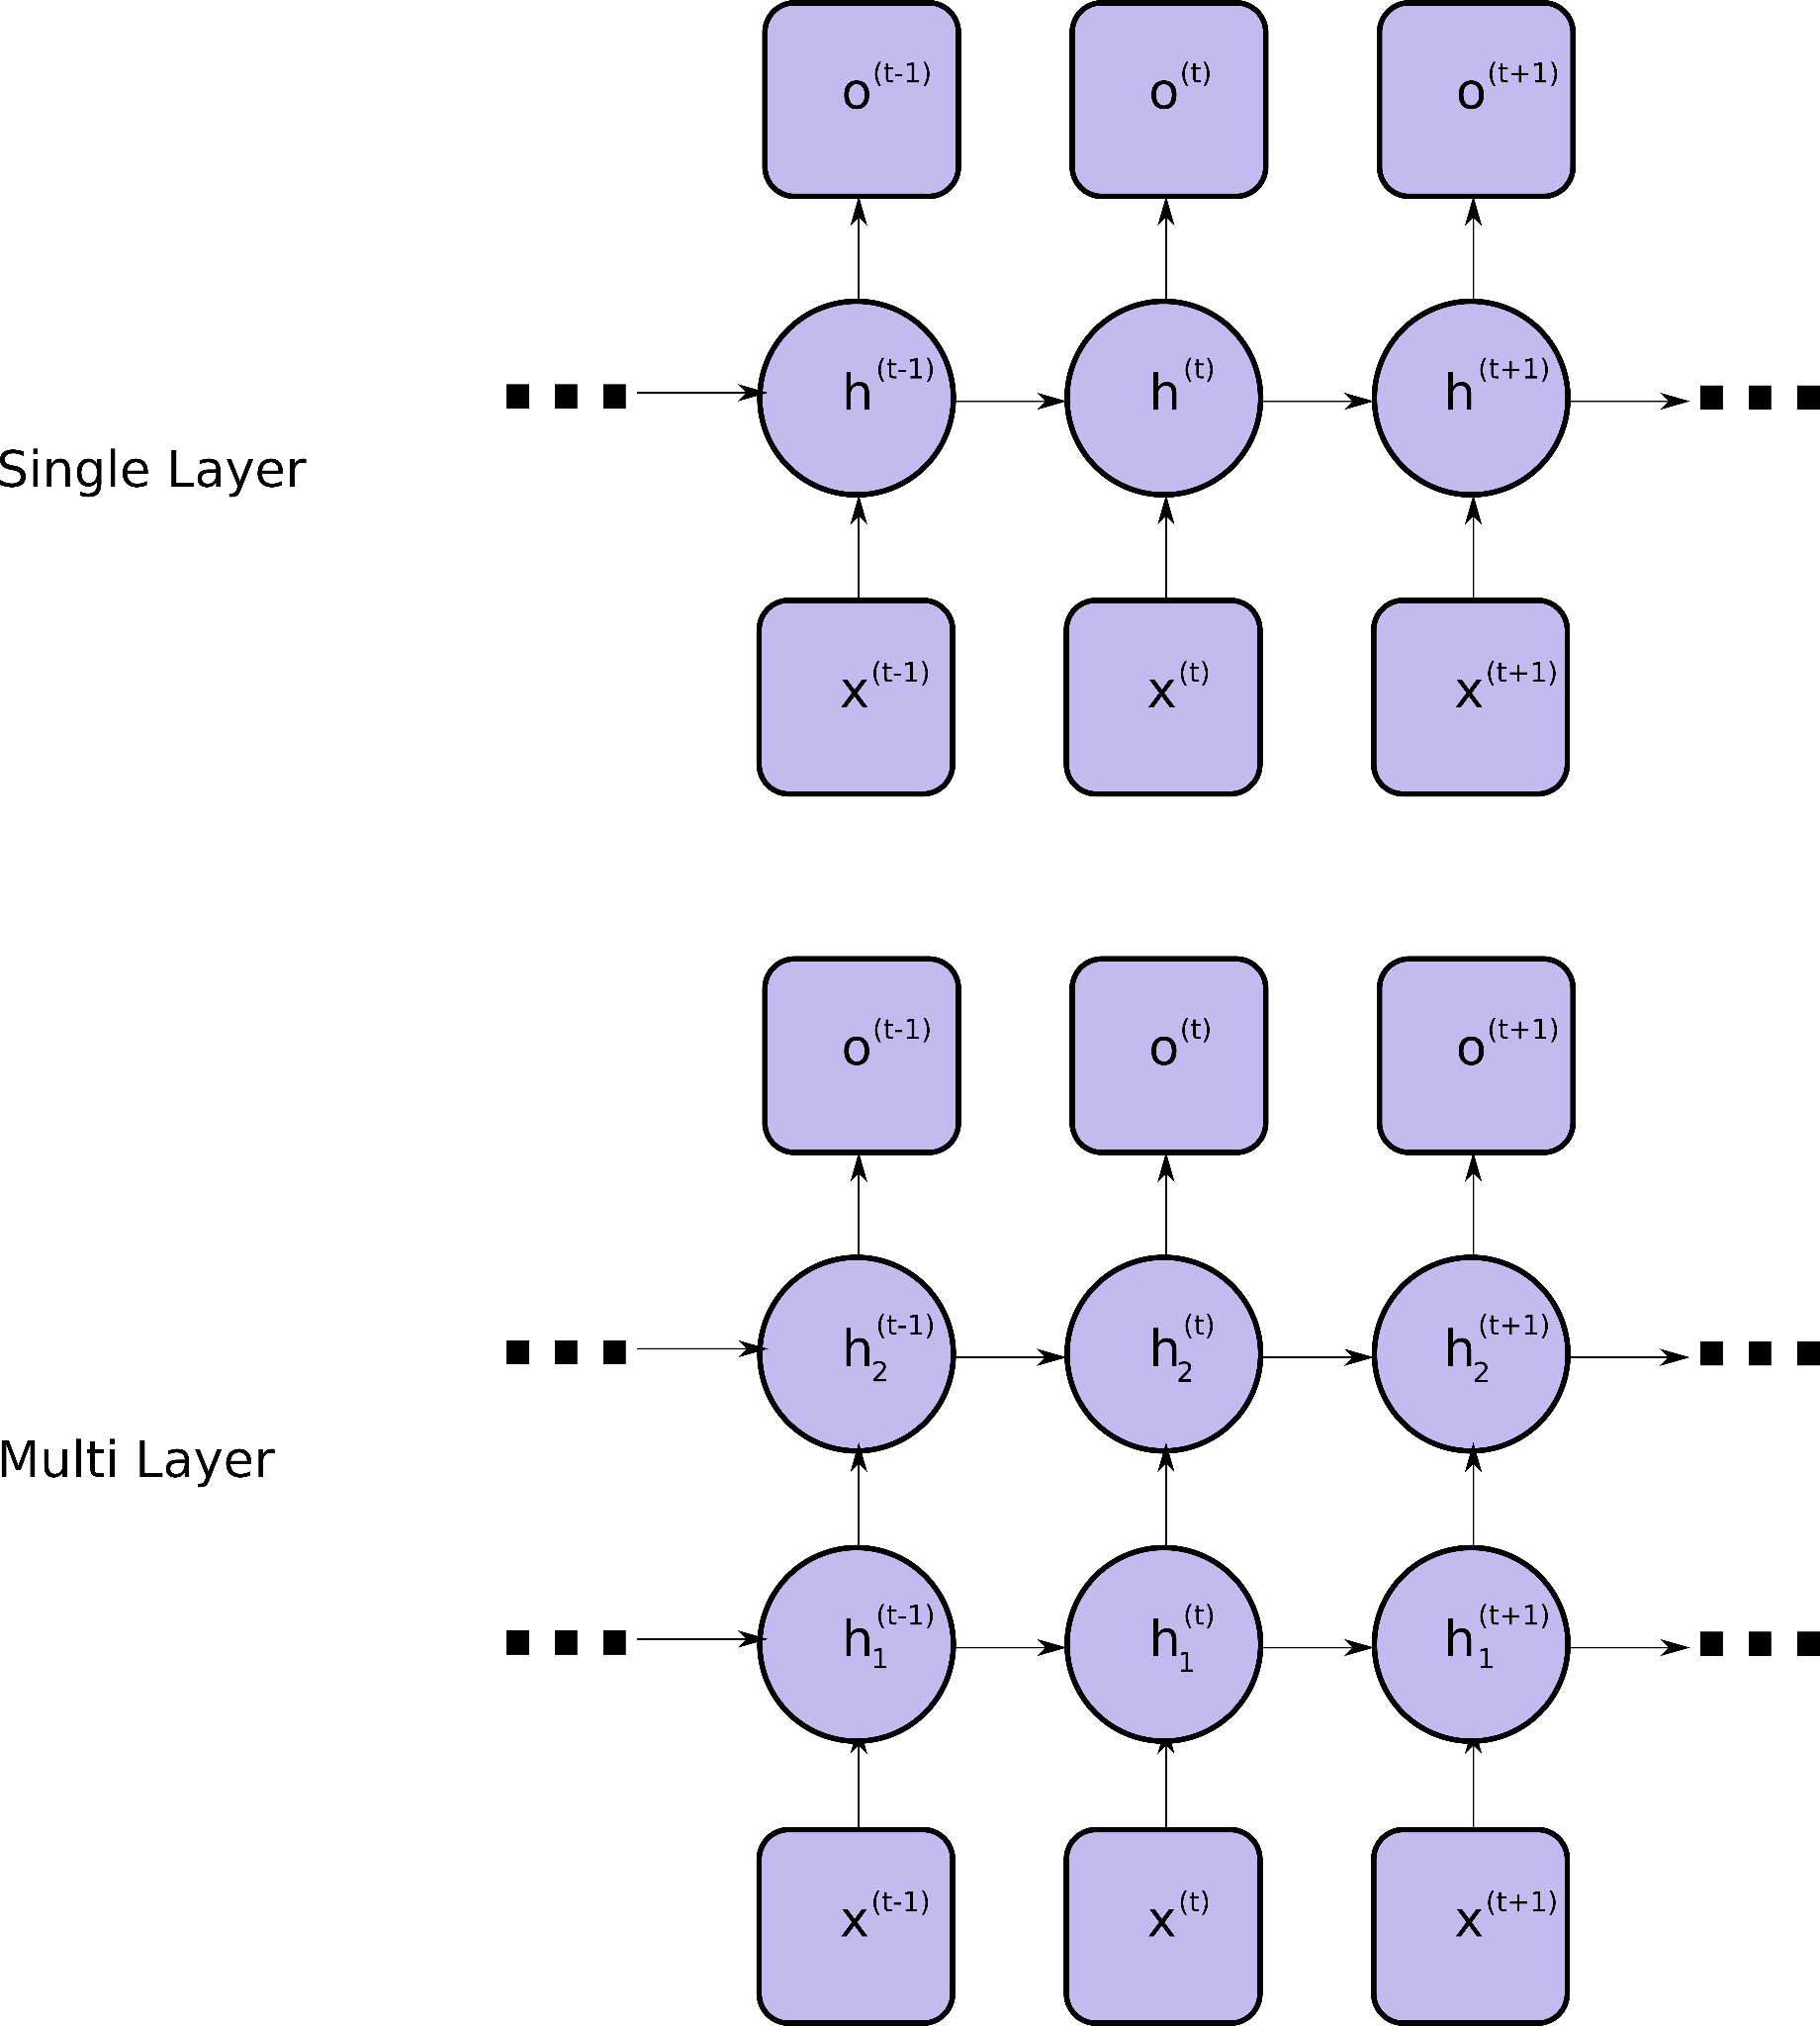 o(t-1) o(t) o(t+1)
h(t-1) h(t) h(t+1)
Single Layer
x(t-1) x(t) x(t+1)
o(t-1) o(t) o(t+1)
h2(t-1) h2(t) h2(t+1)
Multi Layer
h1(t-1) h1(t) h1(t+1)
x(t-1) x(t) x(t+1)